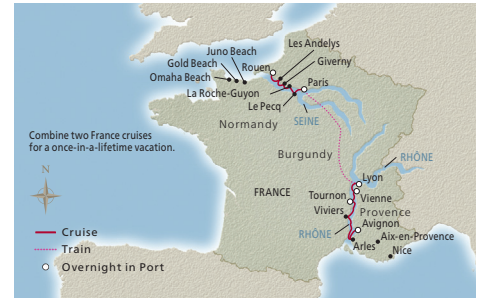 Juno Beach
Les Andelys
Gold Beach
Rouen
Giverny
Omaha Beach
Paris
La Roche-Guyon
Le Pecq
Normandy
SEINE
Combine two France cruises
for a once-in-a-lifetime vacation.
Burgundy
RHÔNE
N
Lyon
FRANCE
Tournon
Vienne
Viviers
Provence
Avignon
Cruise
RHÔNE
Aix-en-Provence
Train
Arles
Nice
Overnight in Port